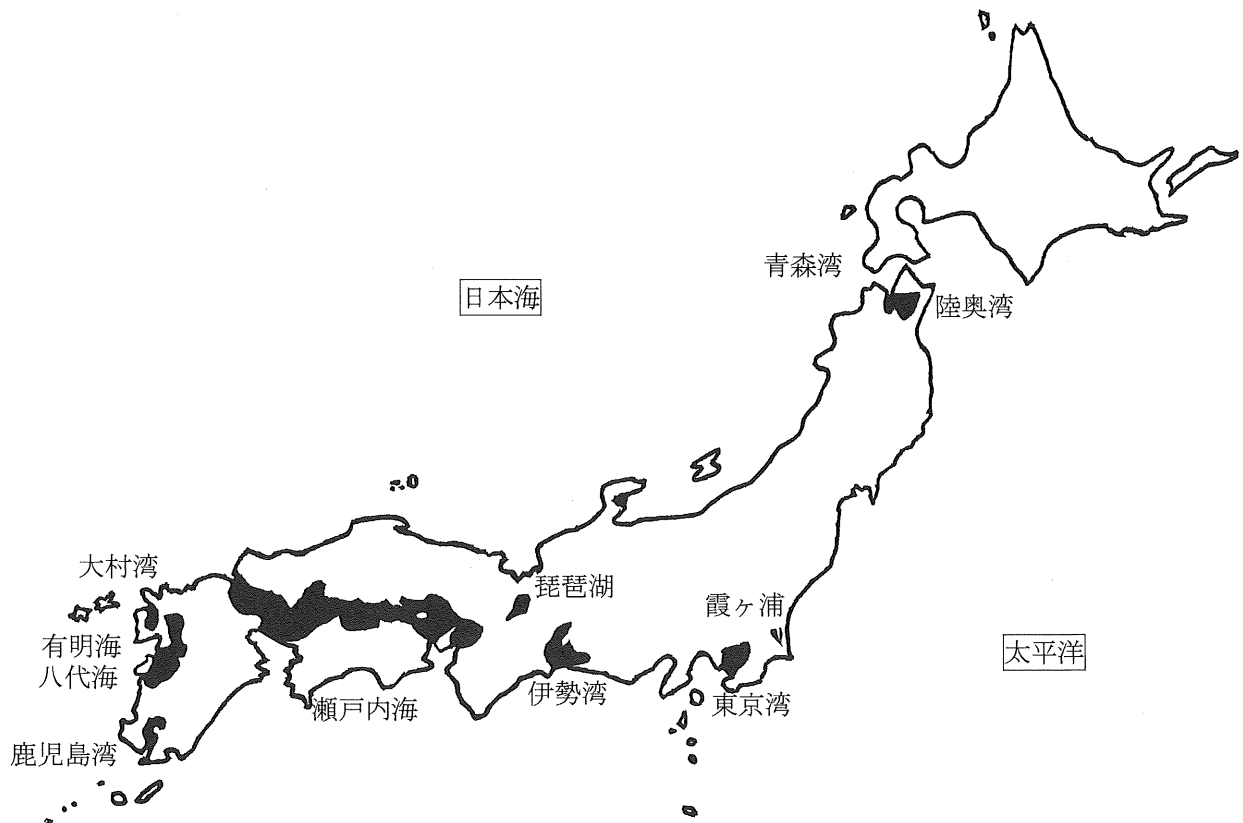 青森湾
日本海
陸奥湾
大村湾
琵琶湖
霞ヶ浦
有明海
八代海
太平洋
伊勢湾
瀬戸内海
東京湾
鹿児島湾